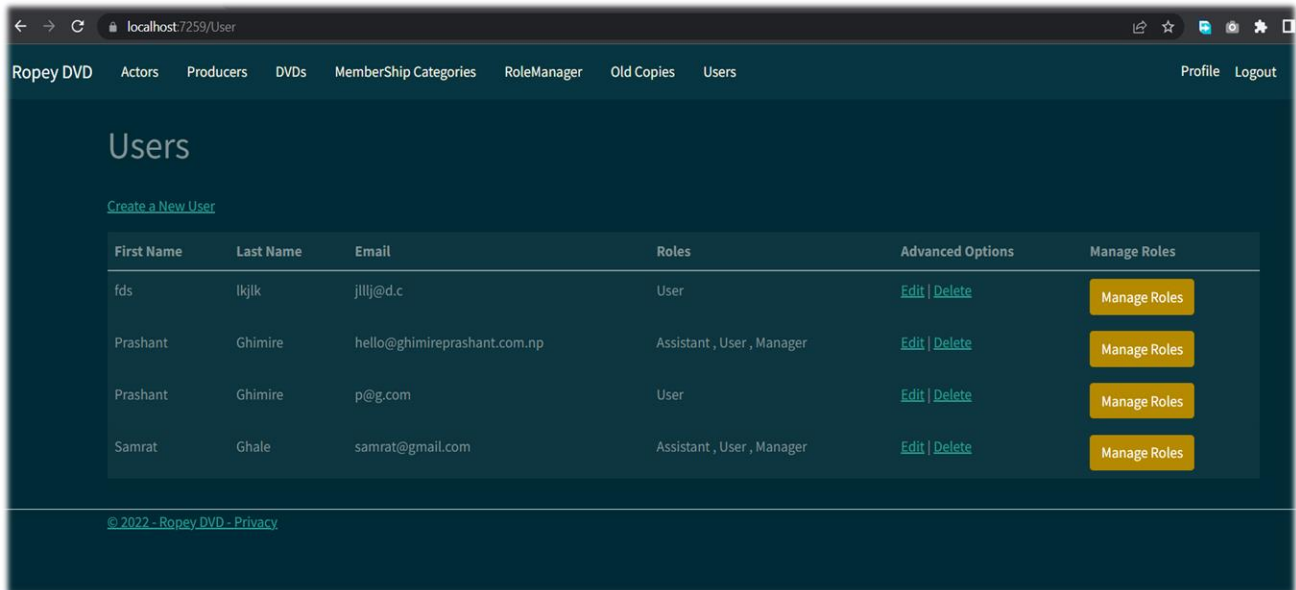 localhost:7259/User
Ropey DVD Actors Producers DVDs MemberShip Categories RoleManager Old Copies Users Profile Logout
Users
Create a New User
First Name Last Name Email Roles Advanced Options Manage Roles
fds lkjlk jlllj@d.c User Edit | Delete Manage Roles
Prashant Ghimire hello@ghimireprashant.com.np Assistant , User , Manager Edit | Delete Manage Roles
Prashant Ghimire p@g.com User Edit | Delete Manage Roles
Samrat Ghale samrat@gmail.com Assistant , User , Manager Edit | Delete Manage Roles
© 2022 - Ropey DVD - Privacy